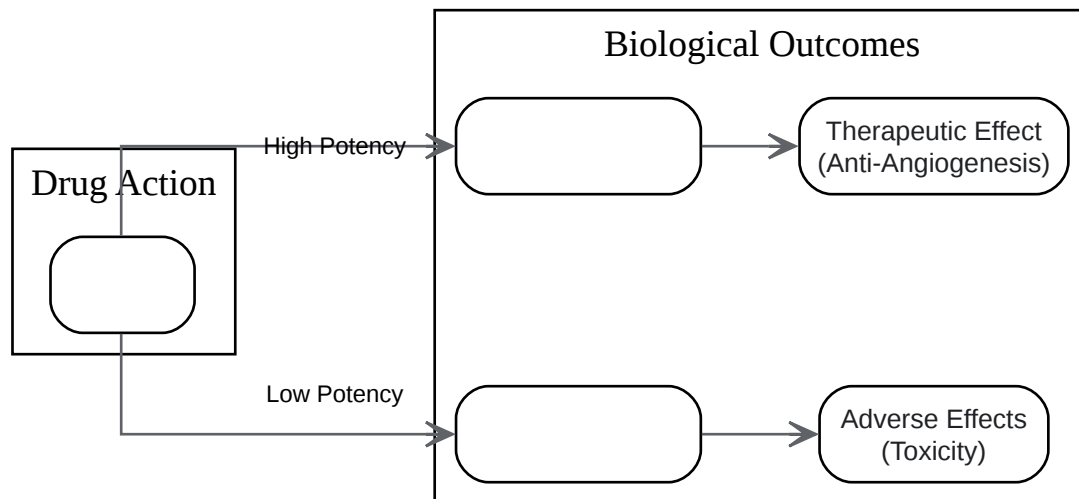 Biological Outcomes
Therapeutic Effect
(Anti-Angiogenesis)
High Potency
Drug Action
Low Potency
Adverse Effects
(Toxicity)